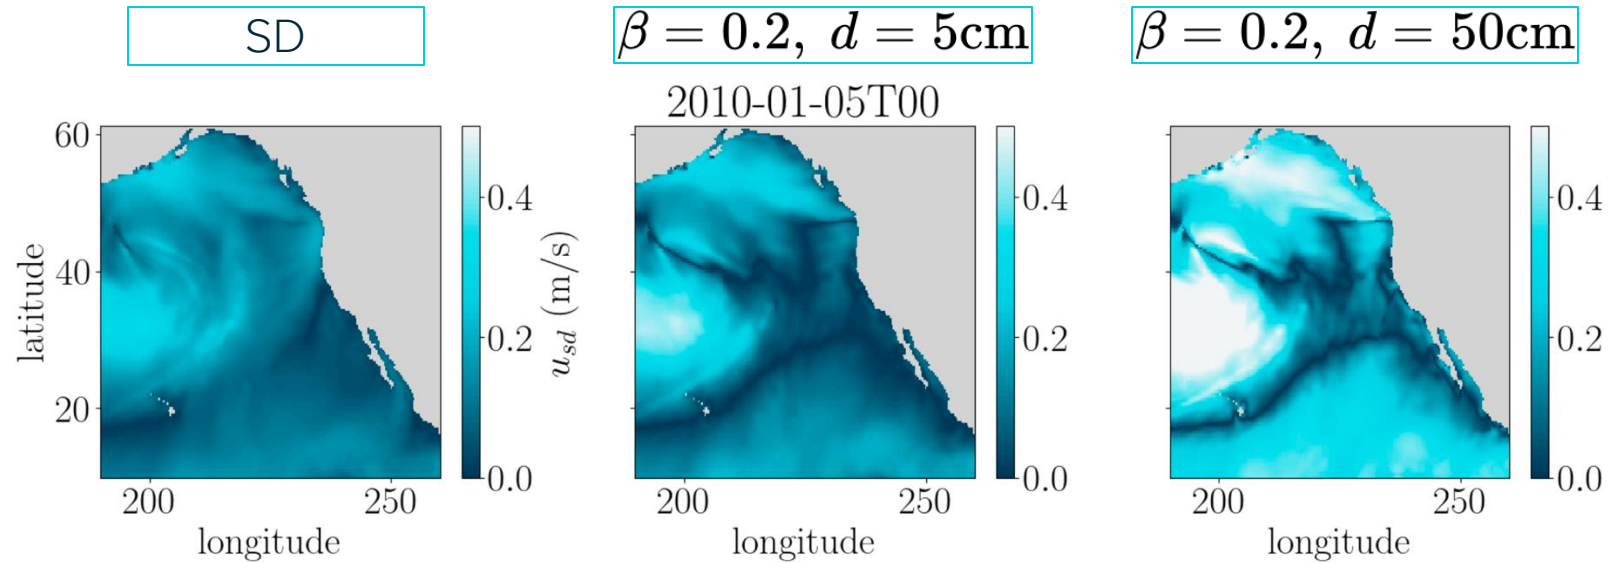 SD
β = 0.2, d = 5cm
β = 0.2, d = 50cm
2010-01-05T00
60
40
20
latitude
200
250
longitude
0.4
0.2
0.0
u_sd (m/s)
200
250
longitude
0.4
0.2
0.0
200
250
longitude
0.4
0.2
0.0